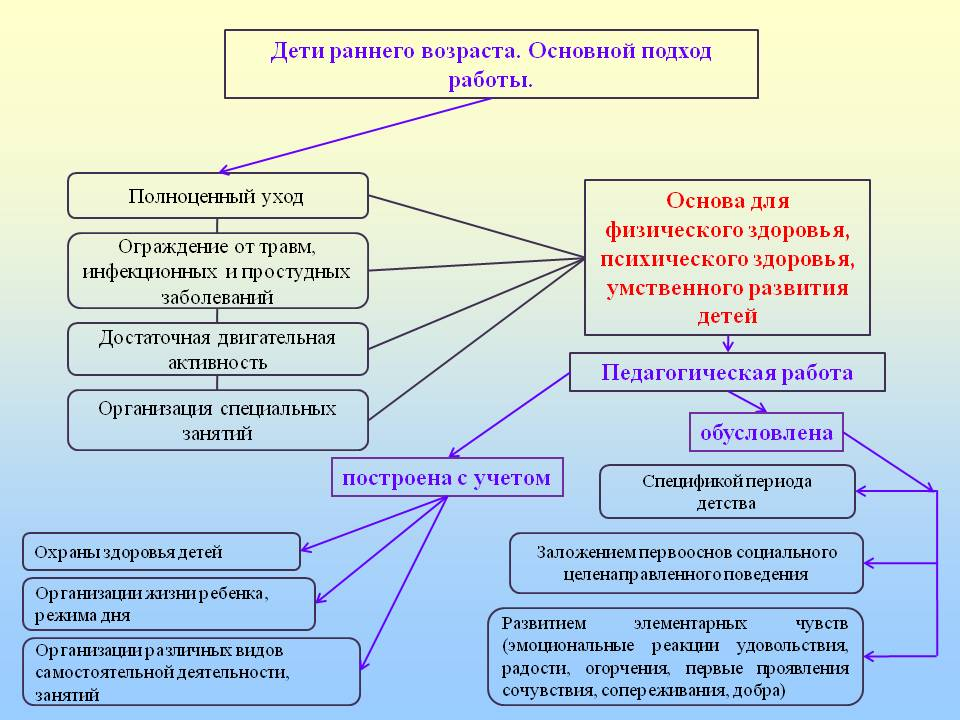 Дети раннего возраста. Основной подход
работы.
Полноценный уход
Ограждение от травм,
инфекционных и простудных
заболеваний
Достаточная двигательная
активность
Организация специальных
занятий
Основа для
физического здоровья,
психического здоровья,
умственного развития
детей
Педагогическая работа
обусловлена
построена с учетом
Спецификой периода
детства
Охраны здоровья детей
Заложением первооснов социального
целенаправленного поведения
Организации жизни ребенка,
режима дня
Развитием элементарных чувств
(эмоциональные реакции удовольствия,
радости, огорчения, первые проявления
сочувствия, сопереживания, добра)
Организации различных видов
самостоятельной деятельности,
занятий